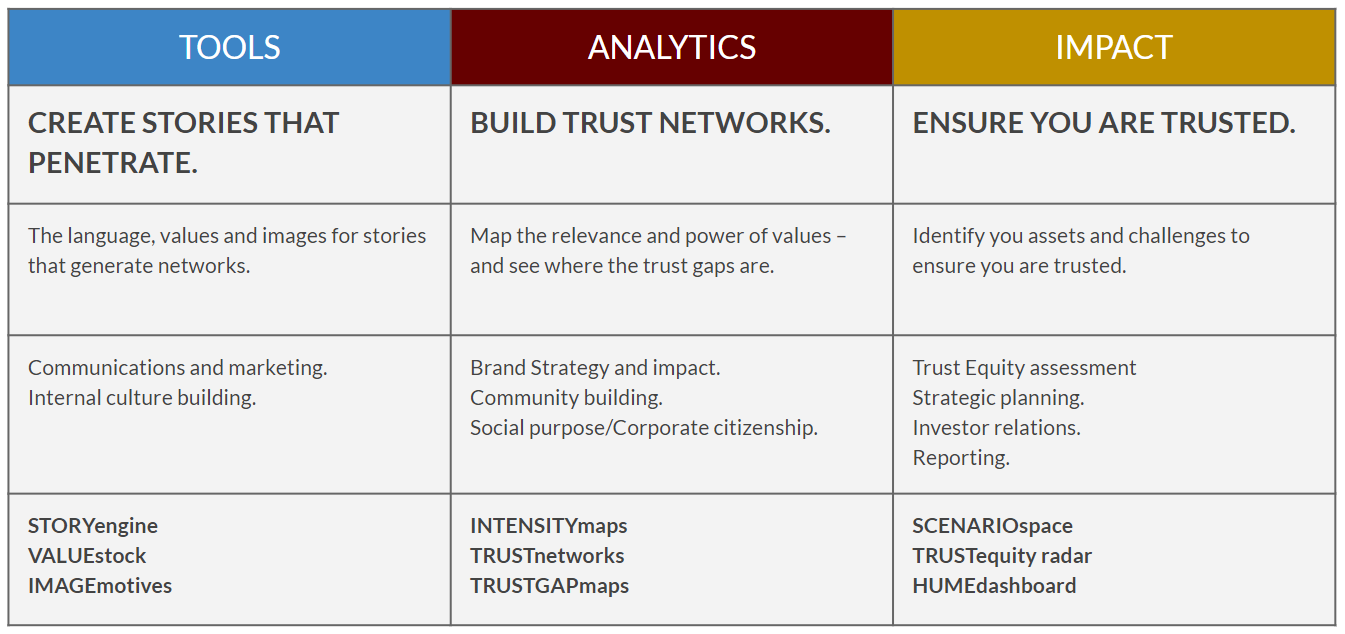 TOOLS
ANALYTICS
IMPACT
CREATE STORIES THAT
PENETRATE.
BUILD TRUST NETWORKS.
ENSURE YOU ARE TRUSTED.
The language, values and images for stories
that generate networks.
Map the relevance and power of values –
and see where the trust gaps are.
Identify you assets and challenges to
ensure you are trusted.
Communications and marketing.
Internal culture building.
Brand Strategy and impact.
Community building.
Social purpose/Corporate citizenship.
Trust Equity assessment
Strategic planning.
Investor relations.
Reporting.
STORYengine
VALUEstock
IMAGEmotives
INTENSITYmaps
TRUSTnetworks
TRUSTGAPmaps
SCENARIOspace
TRUSTequity radar
HUMEdashboard